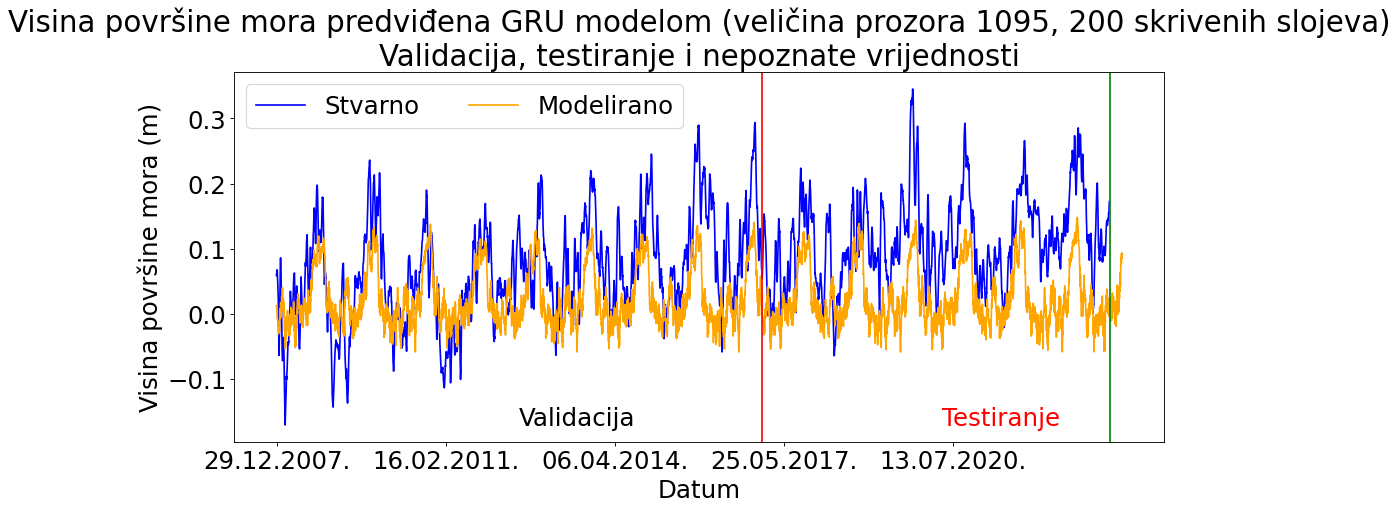 Visina površine mora predviđena GRU modelom (veličina prozora 1095, 200 skrivenih slojeva)
Validacija, testiranje i nepoznate vrijednosti
Stvarno
Modelirano
Visina površine mora (m)
0.3
0.2
0.1
0.0
−0.1
Validacija
Testiranje
29.12.2007.
16.02.2011.
06.04.2014.
25.05.2017.
13.07.2020.
Datum